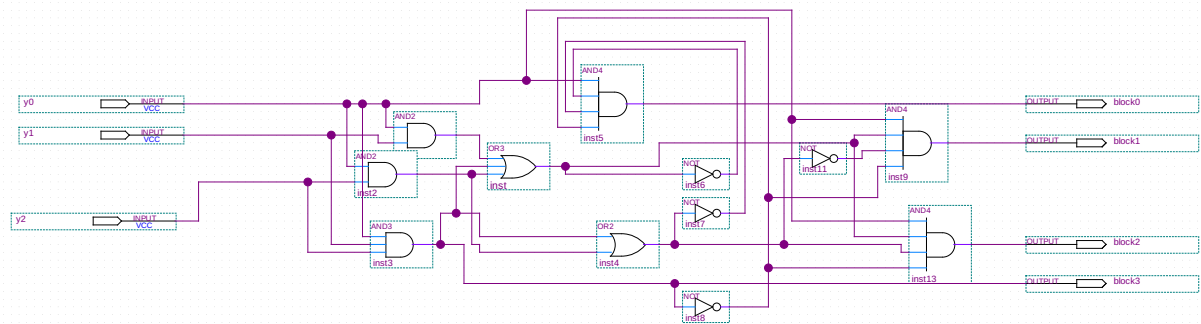 AND4
y0
INPUT
VCC
OUTPUT
block0
AND4
AND2
y1
INPUT
VCC
inst5
OUTPUT
block1
OR3
NOT
AND2
inst11
inst9
inst2
inst
NOT
inst6
NOT
AND4
y2
INPUT
VCC
AND3
OR2
inst7
OUTPUT
block2
inst3
inst4
inst13
OUTPUT
block3
NOT
inst8